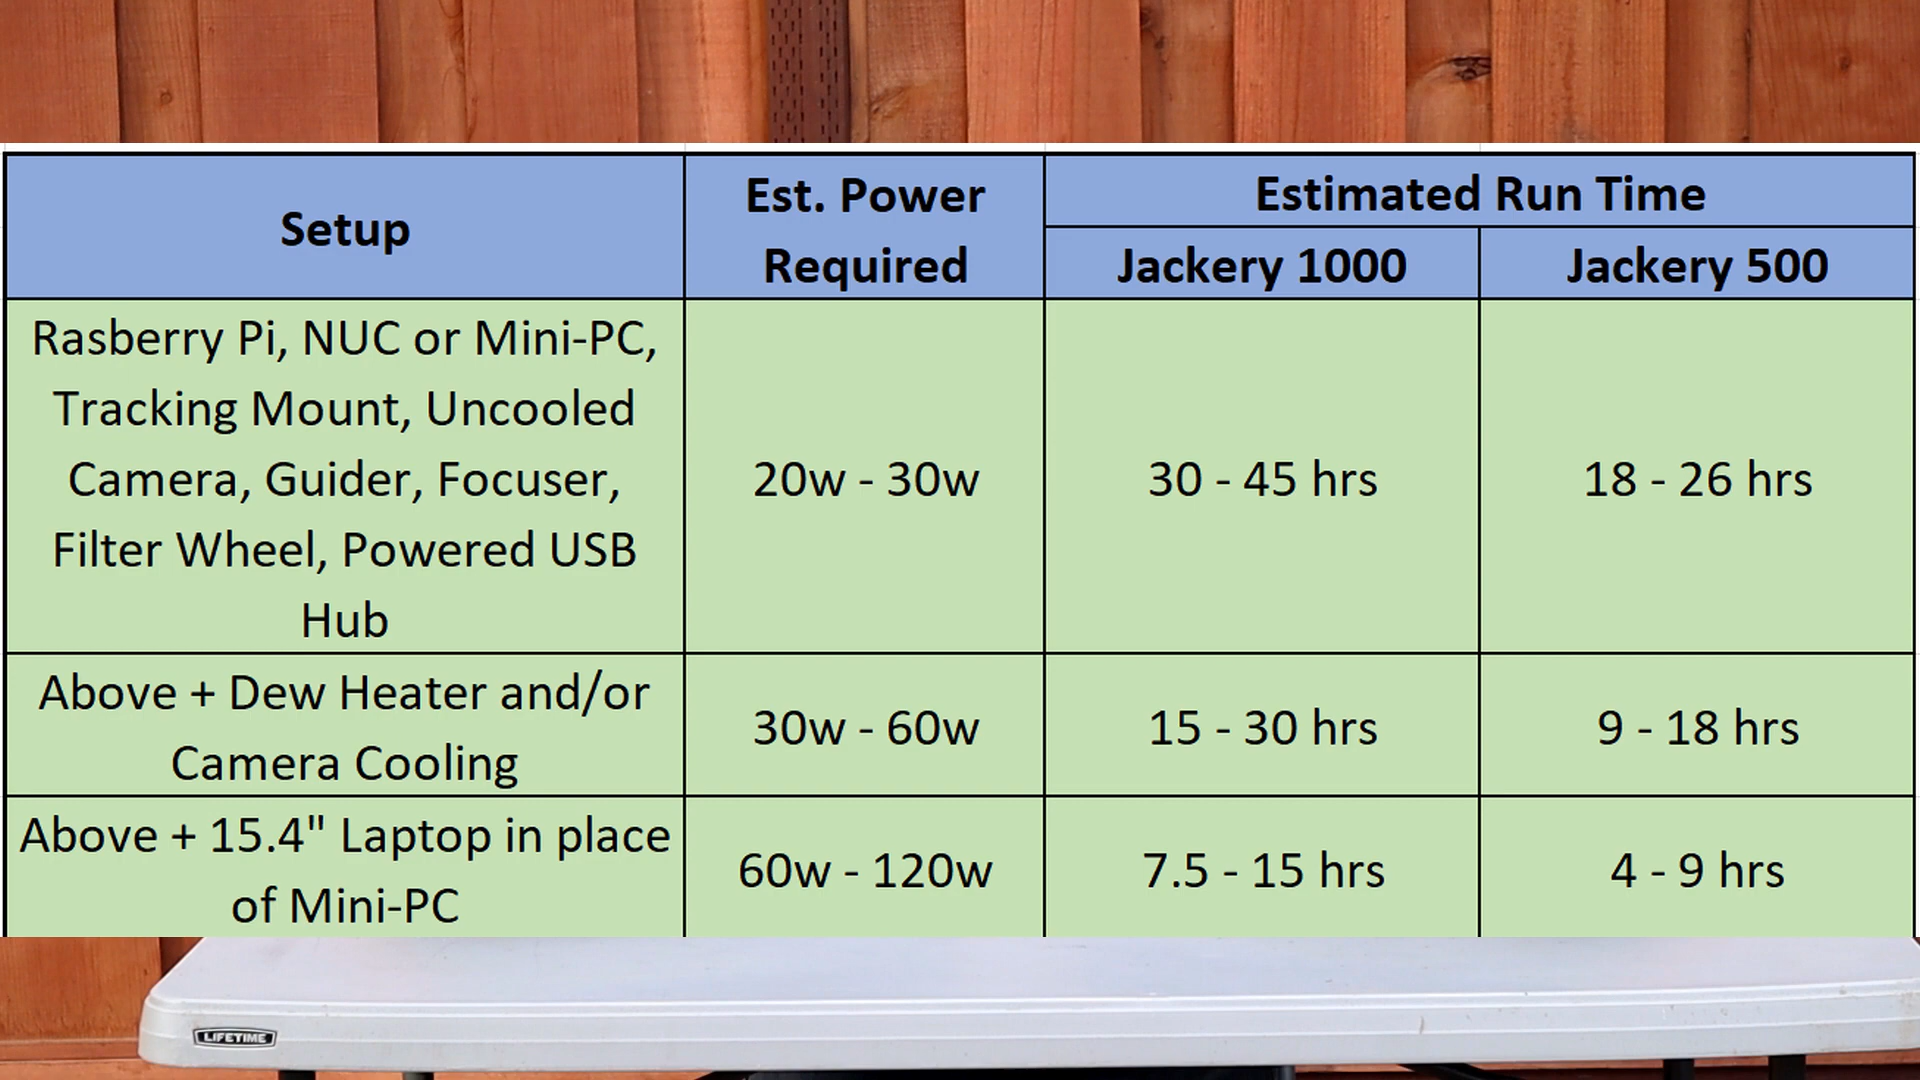 Setup
Est. Power
Required
Estimated Run Time
Jackery 1000
Jackery 500
Rasberry Pi, NUC or Mini-PC,
Tracking Mount, Uncooled
Camera, Guider, Focuser,
Filter Wheel, Powered USB
Hub
20w - 30w
30 - 45 hrs
18 - 26 hrs
Above + Dew Heater and/or
Camera Cooling
30w - 60w
15 - 30 hrs
9 - 18 hrs
Above + 15.4" Laptop in place
of Mini-PC
60w - 120w
7.5 - 15 hrs
4 - 9 hrs
LIFETIME